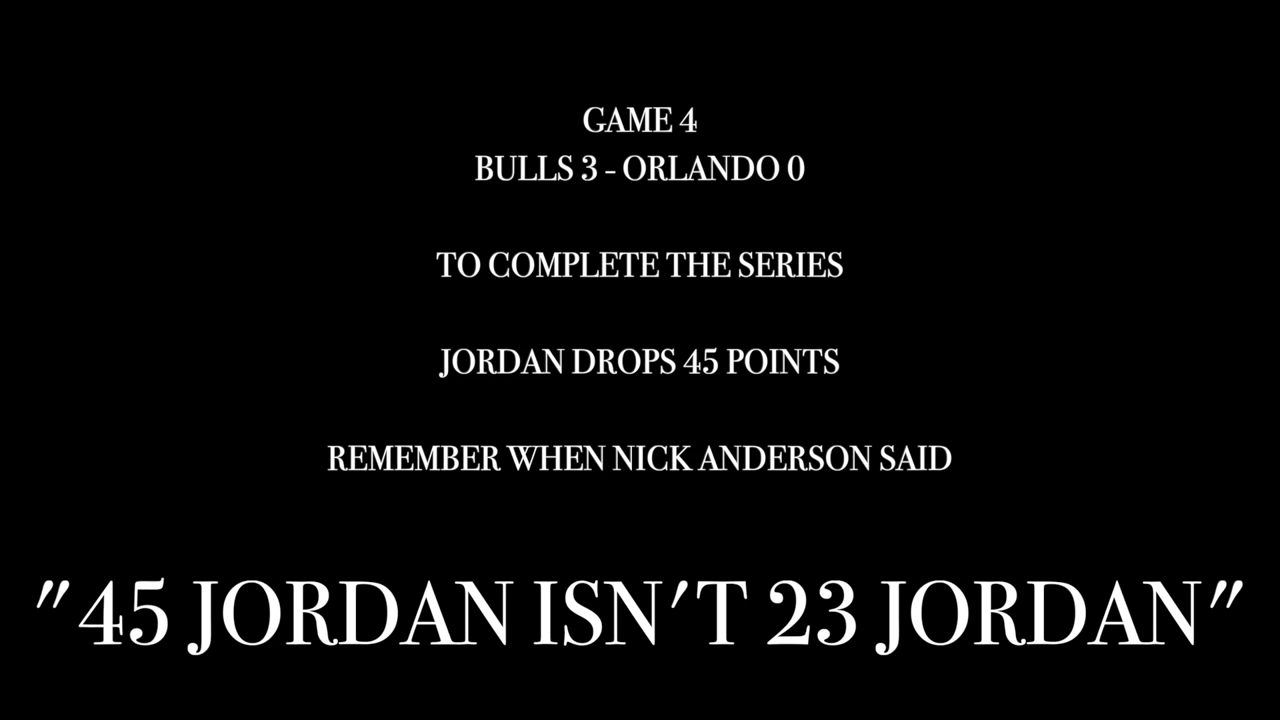 GAME 4
BULLS 3 - ORLANDO 0
TO COMPLETE THE SERIES
JORDAN DROPS 45 POINTS
REMEMBER WHEN NICK ANDERSON SAID
"45 JORDAN ISN'T 23 JORDAN"